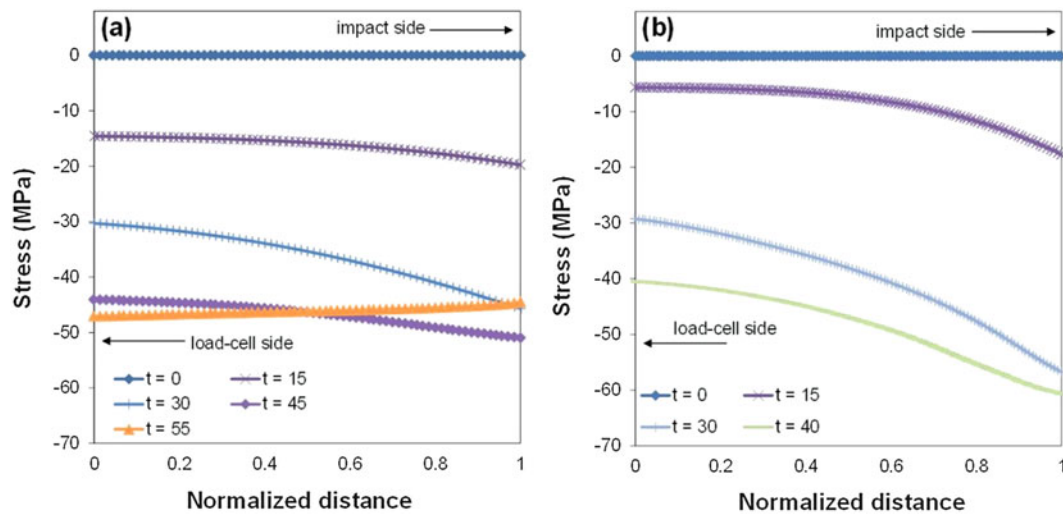 (a)
impact side
0
-10
-20
-30
-40
-50
-60
-70
Stress (MPa)
load-cell side
t = 0
t = 15
t = 30
t = 45
t = 55
0 0.2 0.4 0.6 0.8 1
Normalized distance
(b)
impact side
0
-10
-20
-30
-40
-50
-60
-70
Stress (MPa)
load-cell side
t = 0
t = 15
t = 30
t = 40
0 0.2 0.4 0.6 0.8 1
Normalized distance